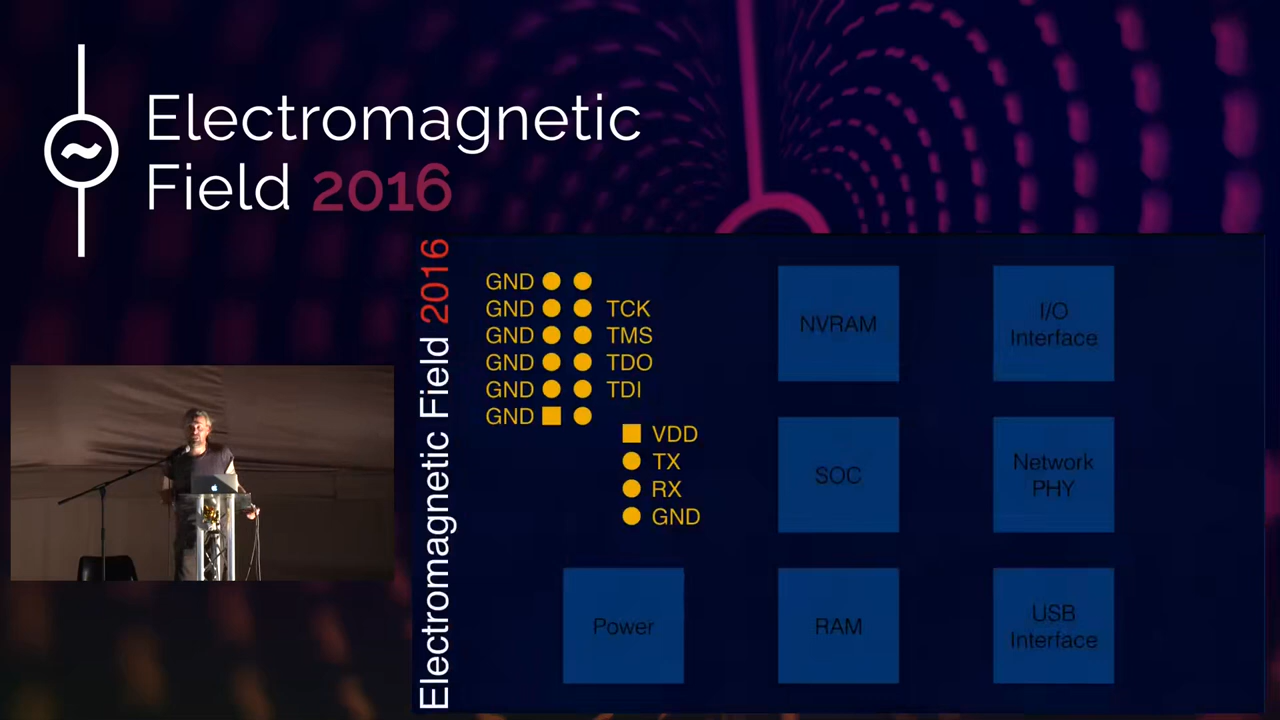 Electromagnetic
Field 2016
Electromagnetic Field 2016
GND
GND TCK
GND TMS
GND TDO
GND TDI
GND
VDD
TX
RX
GND
NVRAM
I/O
Interface
SOC
Network
PHY
Power
RAM
USB
Interface